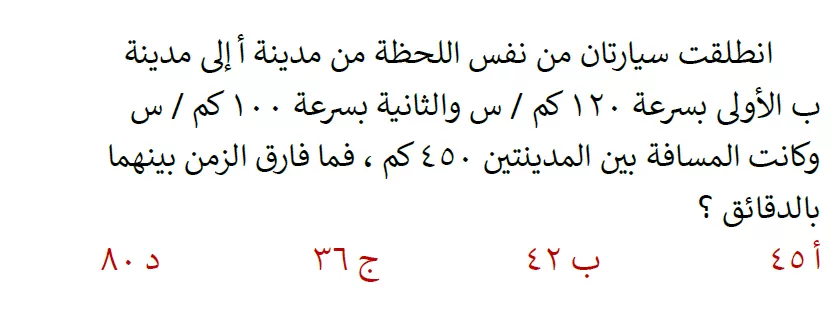 انطلقت سيارتان من نفس اللحظة من مدينة أ إلى مدينة
ب الأولى بسرعة ١٢٠ كم / س والثانية بسرعة ١٠٠ كم / س
وكانت المسافة بين المدينتين ٤٥٠ كم ، فما فارق الزمن بينهما
بالدقائق ؟
أ ٤٥ ب ٤٢ ج ٣٦ د ٨٠